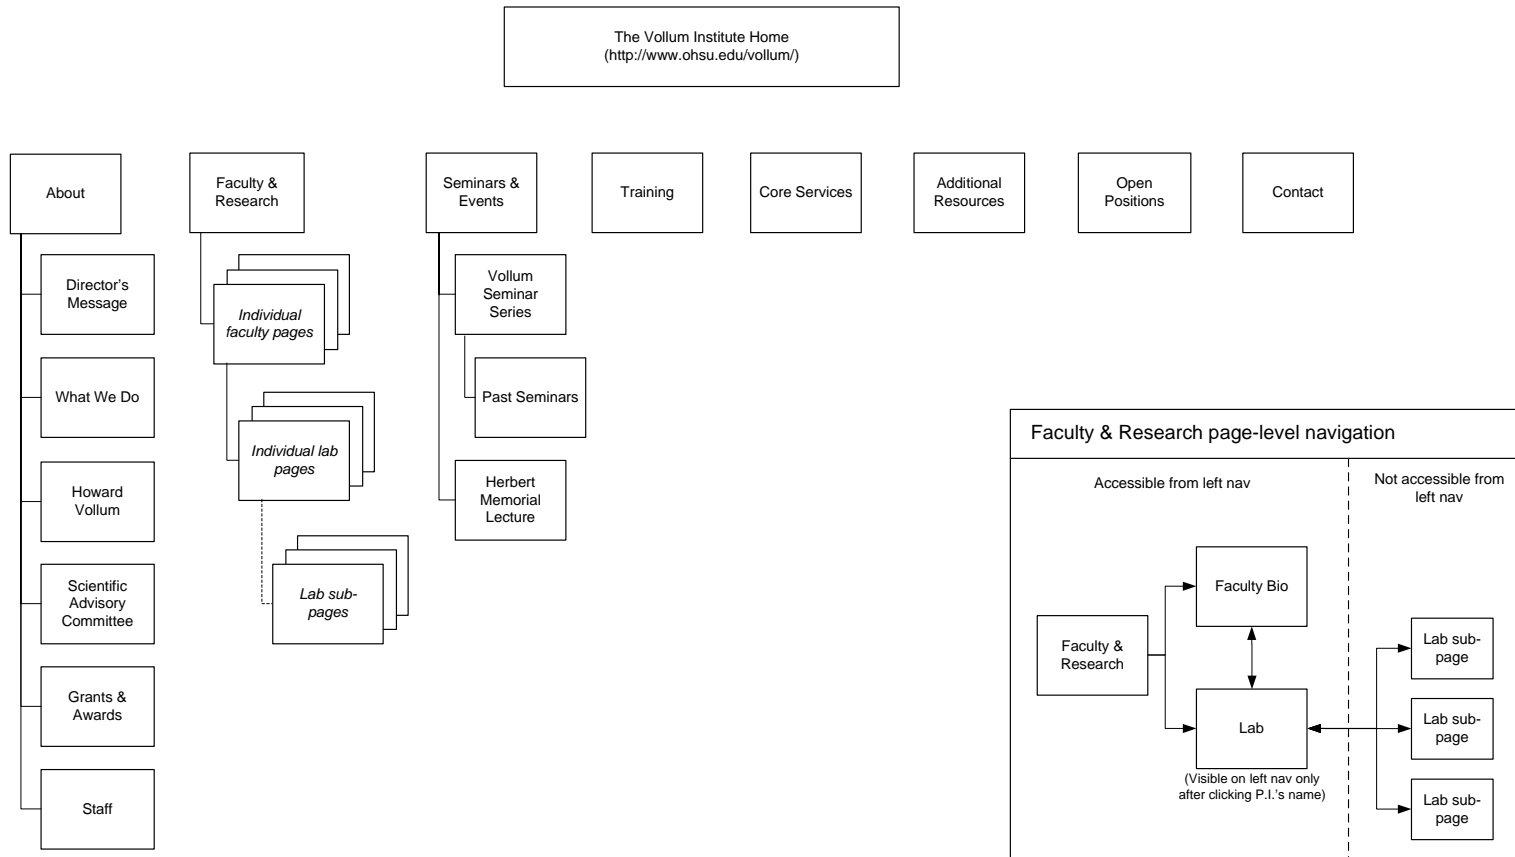 The Vollum Institute Home
(http://www.ohsu.edu/vollum/)
About
Faculty &
Research
Seminars &
Events
Training
Core Services
Additional
Resources
Open
Positions
Contact
Director's
Message
What We Do
Howard
Vollum
Scientific
Advisory
Committee
Grants &
Awards
Staff
Individual
faculty pages
Individual lab
pages
Lab sub-
pages
Vollum
Seminar
Series
Past Seminars
Herbert
Memorial
Lecture
Faculty & Research page-level navigation
Accessible from left nav
Not accessible from
left nav
Faculty &
Research
Faculty Bio
Lab
(Visible on left nav only
after clicking P.I.'s name)
Lab sub-
page
Lab sub-
page
Lab sub-
page